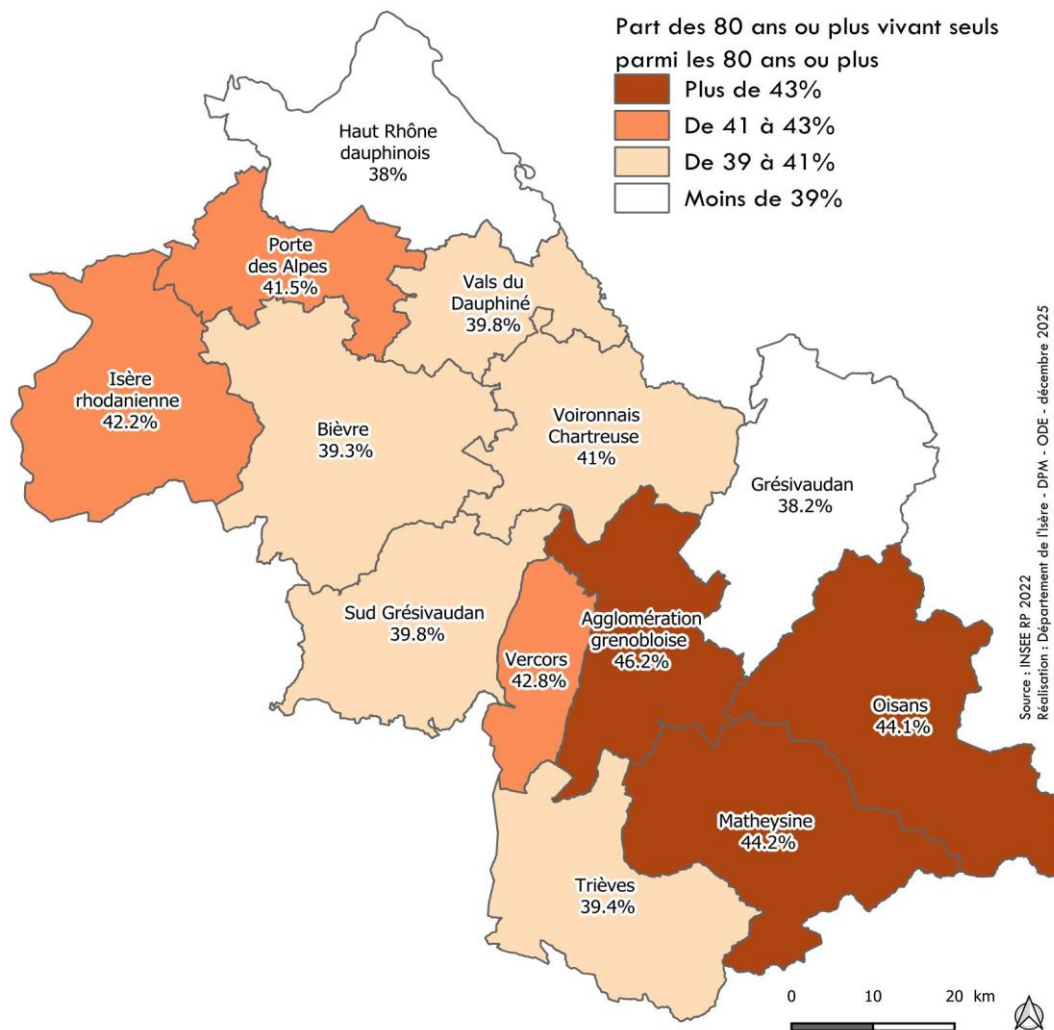 Part des 80 ans ou plus vivant seuls
parmi les 80 ans ou plus
Plus de 43%
De 41 à 43%
De 39 à 41%
Moins de 39%
Haut Rhône
dauphinois
38%
Porte
des Alpes
41.5%
Vals du
Dauphiné
39.8%
Isère
rhodanienne
42.2%
Bièvre
39.3%
Voironnais
Chartreuse
41%
Grésivaudan
38.2%
Sud Grésivaudan
39.8%
Vercors
42.8%
Agglomération
grenobloise
46.2%
Oisans
44.1%
Matheysine
44.2%
Trièves
39.4%
Source : INSEE RP 2022
Réalisation : Département de l'Isère - DPM - ODE - décembre 2025
0 10 20 km